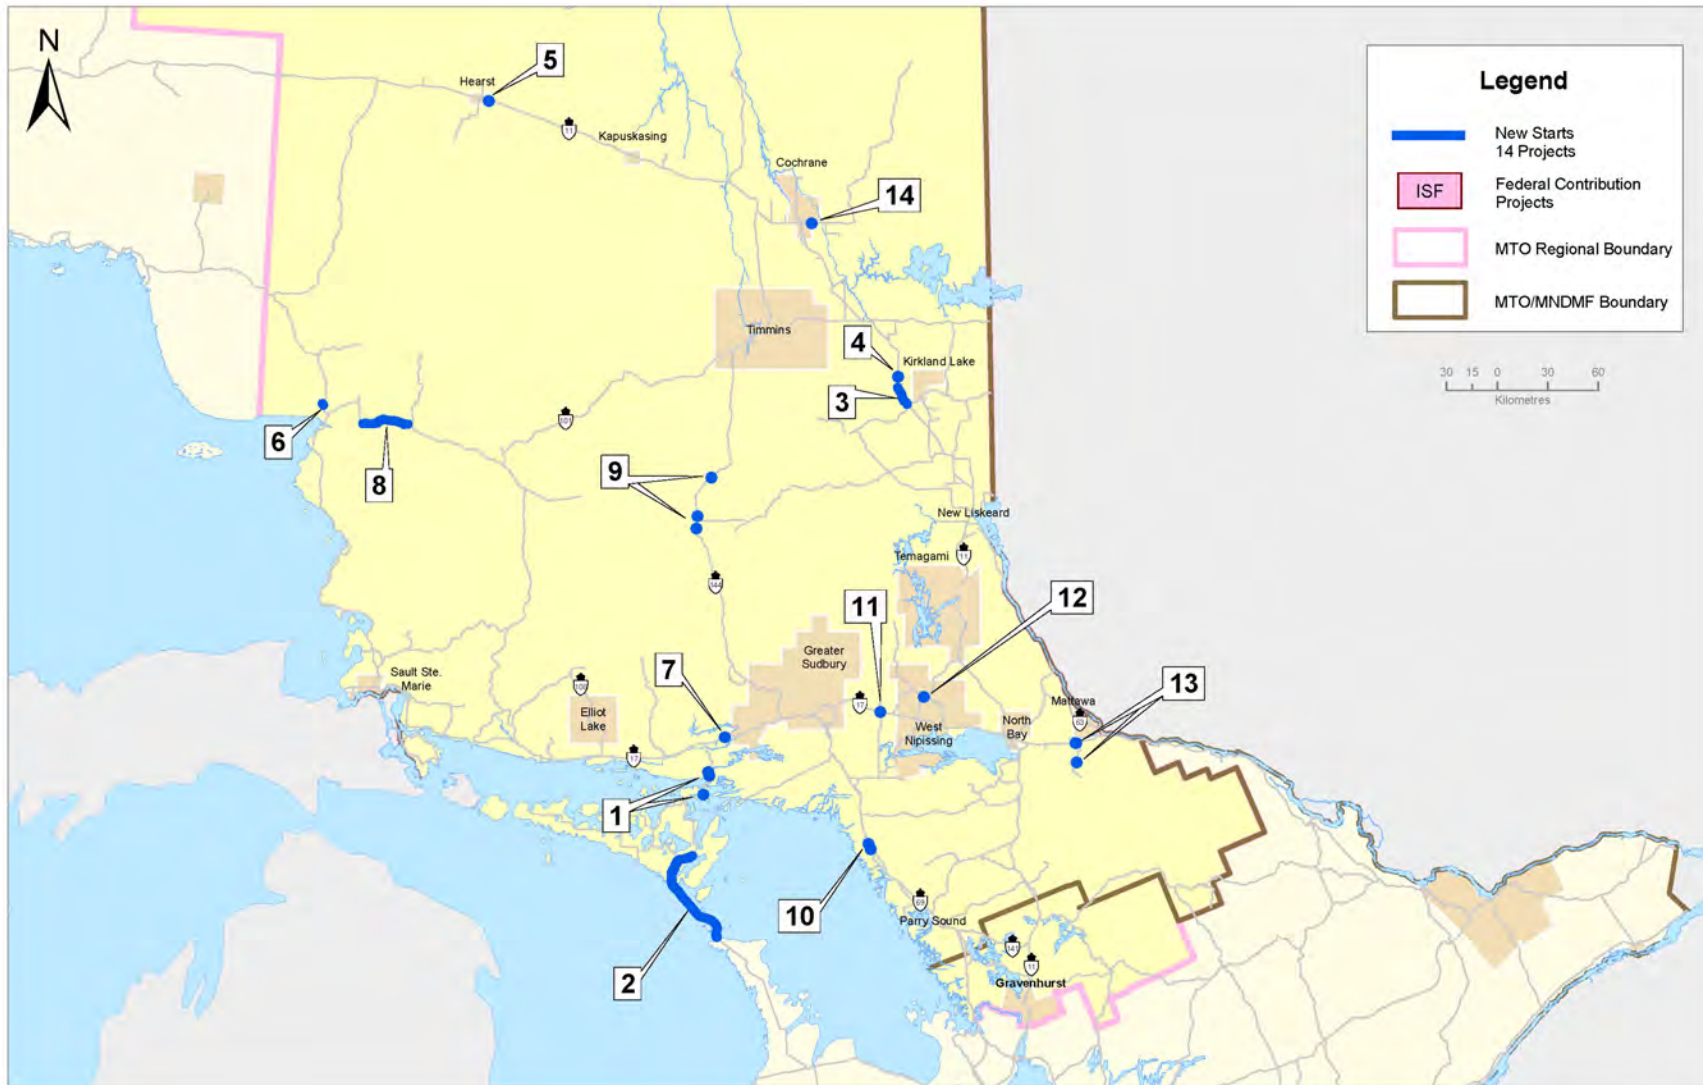 N
Hearst
5
11
Kapuskasing
Cochrane
14
Timmins
4
Kirkland Lake
3
6
8
101
9
New Liskeard
Temagami
11
144
11
12
7
Greater
Sudbury
Sault Ste.
Marie
108
Elliot
Lake
17
17
West
Nipissing
North
Bay
Mattawa
63
13
1
10
69
Parry Sound
141
11
Gravenhurst
2
Legend
New Starts
14 Projects
ISF
Federal Contribution
Projects
MTO Regional Boundary
MTO/MNDMF Boundary
30 15 0 30 60
Kilometres